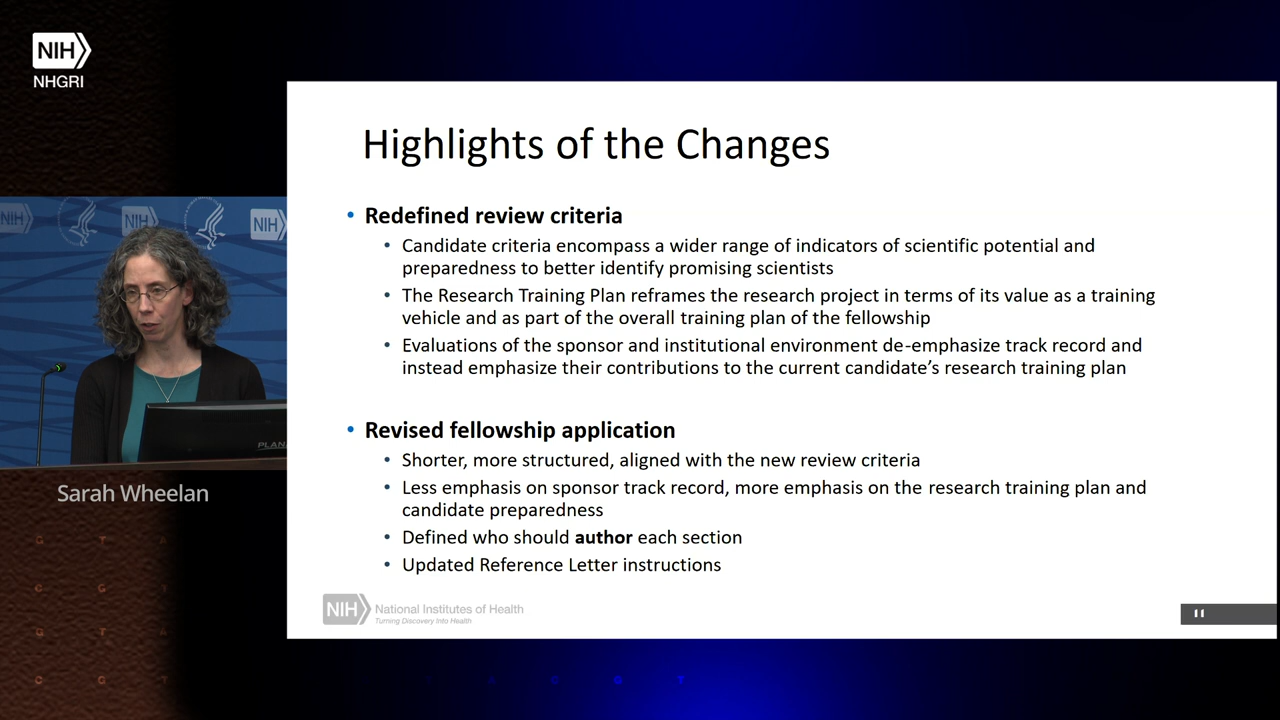 NIH
NHGRI
Highlights of the Changes
• Redefined review criteria
• Candidate criteria encompass a wider range of indicators of scientific potential and
preparedness to better identify promising scientists
• The Research Training Plan reframes the research project in terms of its value as a training
vehicle and as part of the overall training plan of the fellowship
• Evaluations of the sponsor and institutional environment de-emphasize track record and
instead emphasize their contributions to the current candidate's research training plan
• Revised fellowship application
• Shorter, more structured, aligned with the new review criteria
• Less emphasis on sponsor track record, more emphasis on the research training plan and
candidate preparedness
• Defined who should author each section
• Updated Reference Letter instructions
NIH National Institutes of Health
Turning Discovery Into Health
11
NIH
NIH
NIH
Sarah Wheelan
G T A
C G
C G T